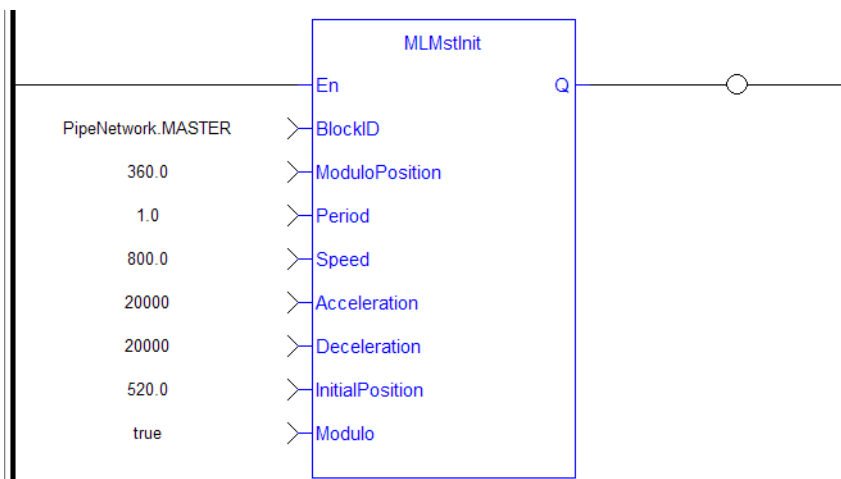 MLMstInit
En Q
PipeNetwork.MASTER BlockID
360.0 ModuloPosition
1.0 Period
800.0 Speed
20000 Acceleration
20000 Deceleration
520.0 InitialPosition
true Modulo